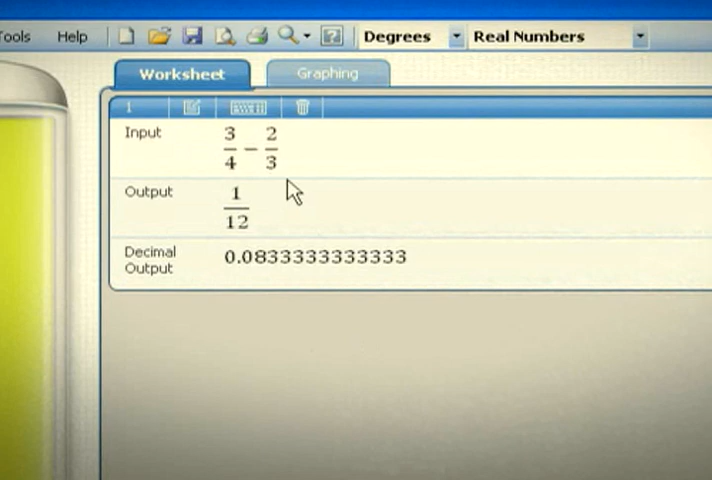 Tools Help Degrees Real Numbers
Worksheet Graphing
1
Input 3/4 − 2/3
Output 1/12
Decimal Output 0.0833333333333